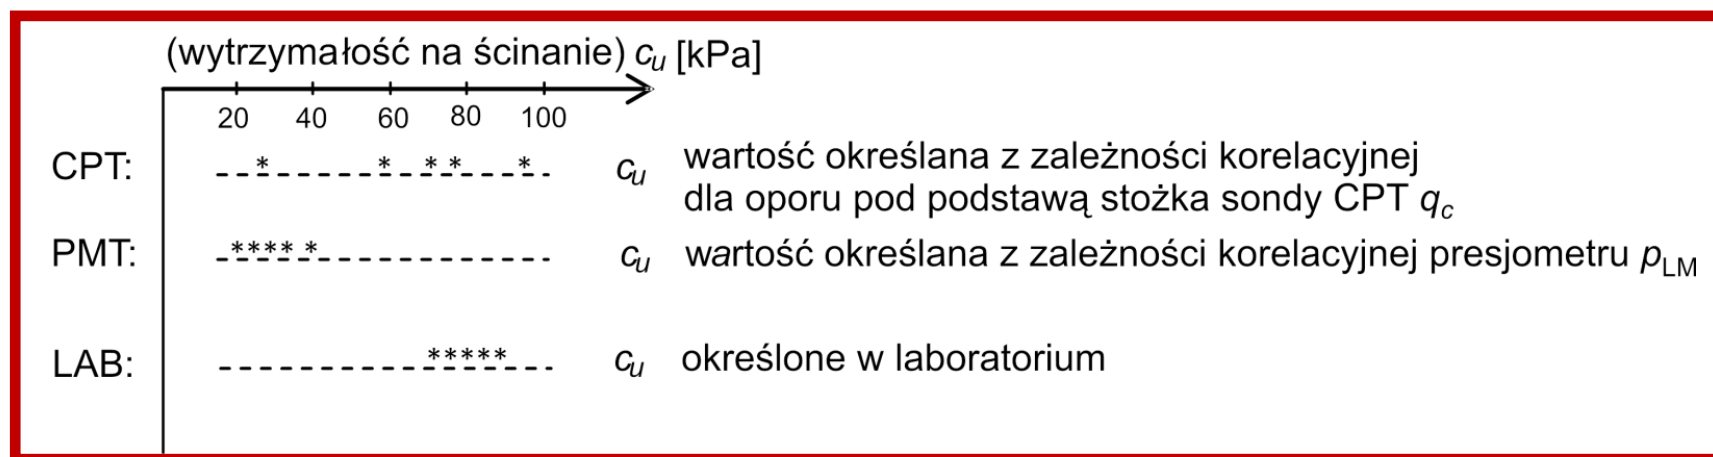 (wytrzymałość na ścinanie) cu [kPa]
20 40 60 80 100
CPT: * * * * * cu wartość określana z zależności korelacyjnej
dla oporu pod podstawą stożka sondy CPT qc
PMT: * * * * * cu wartość określana z zależności korelacyjnej presjometru pLM
LAB: * * * * * cu określone w laboratorium